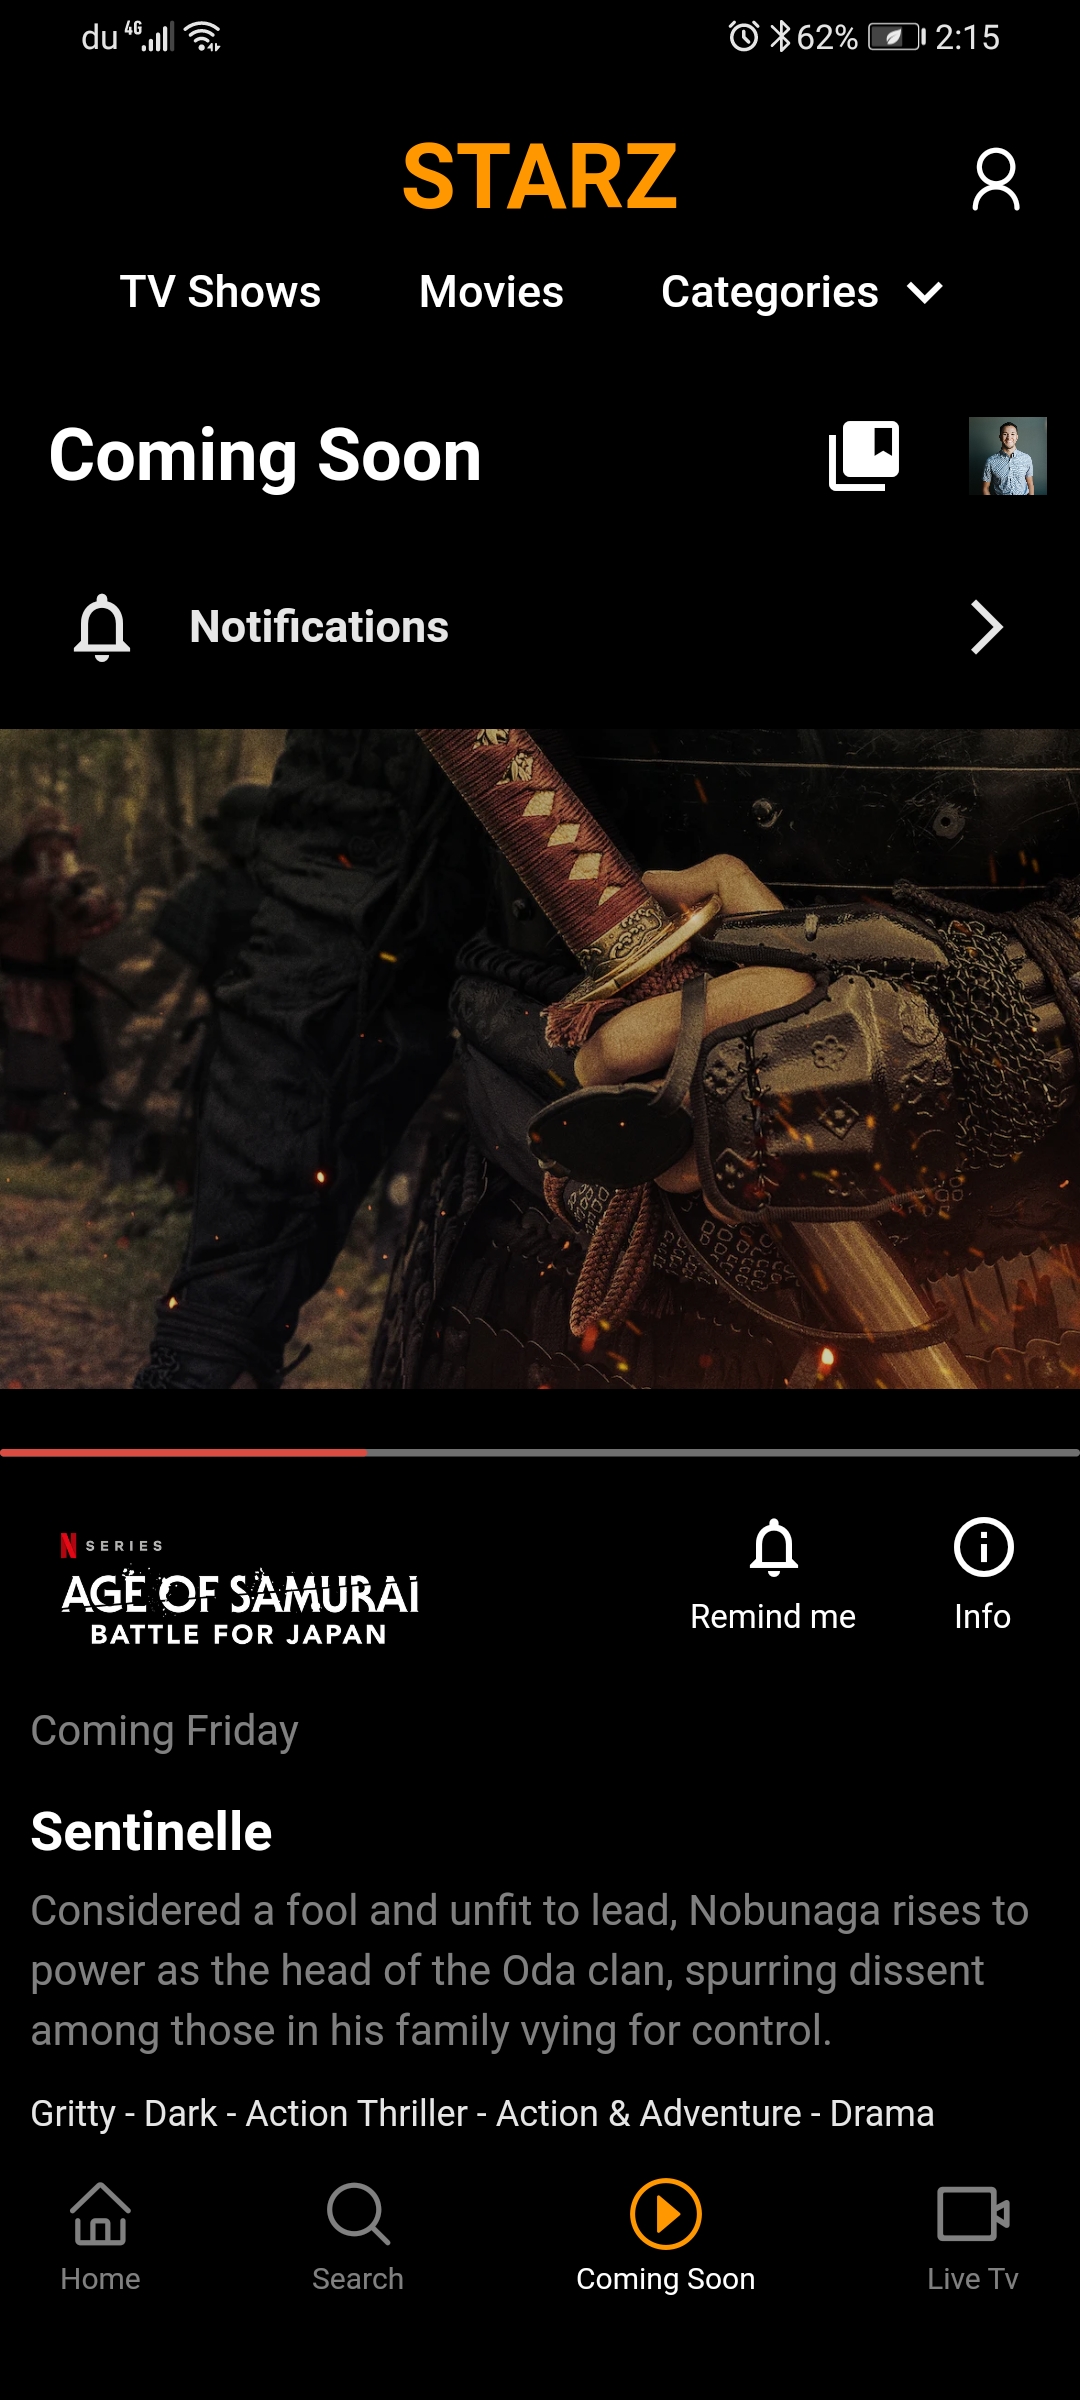 du 4G 62% 2:15
STARZ
TV Shows Movies Categories
Coming Soon
Notifications
N SERIES
AGE OF SAMURAI
BATTLE FOR JAPAN
Remind me Info
Coming Friday
Sentinelle
Considered a fool and unfit to lead, Nobunaga rises to
power as the head of the Oda clan, spurring dissent
among those in his family vying for control.
Gritty - Dark - Action Thriller - Action & Adventure - Drama
Home Search Coming Soon Live Tv